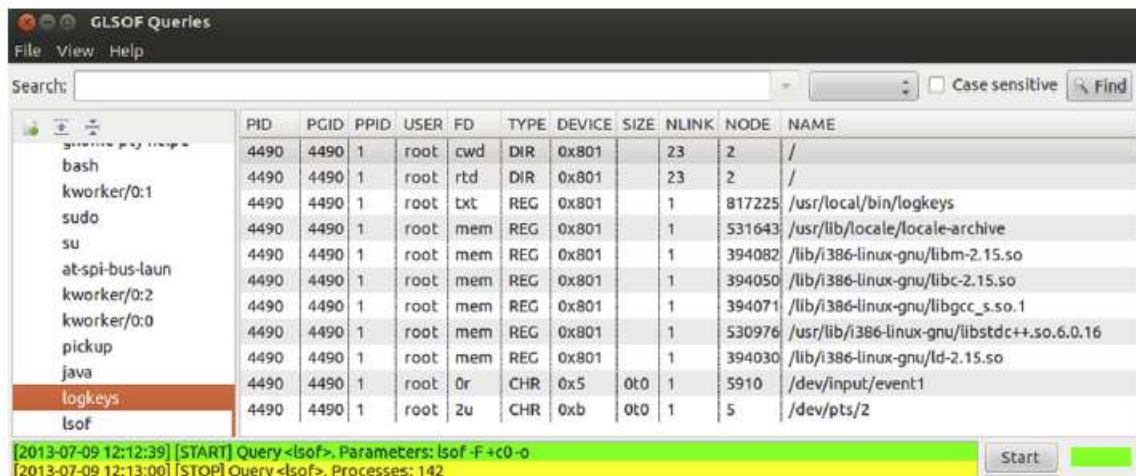 GLSOF Queries
File View Help
Search: Case sensitive Find
PID PGID PPID USER FD TYPE DEVICE SIZE NLINK NODE NAME
bash
kworker/0:1
sudo
su
at-spi-bus-laun
kworker/0:2
kworker/0:0
pickup
java
logkeys
lsof
4490 4490 1 root cwd DIR 0x801 23 2 /
4490 4490 1 root rtd DIR 0x801 23 2 /
4490 4490 1 root txt REG 0x801 1 817225 /usr/local/bin/logkeys
4490 4490 1 root mem REG 0x801 1 531643 /usr/lib/locale/locale-archive
4490 4490 1 root mem REG 0x801 1 394082 /lib/i386-linux-gnu/libm-2.15.so
4490 4490 1 root mem REG 0x801 1 394050 /lib/i386-linux-gnu/libc-2.15.so
4490 4490 1 root mem REG 0x801 1 394071 /lib/i386-linux-gnu/libgcc_s.so.1
4490 4490 1 root mem REG 0x801 1 530976 /usr/lib/i386-linux-gnu/libstdc++.so.6.0.16
4490 4490 1 root mem REG 0x801 1 394030 /lib/i386-linux-gnu/ld-2.15.so
4490 4490 1 root 0r CHR 0x5 0t0 1 5910 /dev/input/event1
4490 4490 1 root 2u CHR 0xb 0t0 1 5 /dev/pts/2
[2013-07-09 12:12:39] [START] Query <lsof>. Parameters: lsof -F +c0 -o
[2013-07-09 12:13:00] [STOP] Query <lsof>. Processes: 142
Start